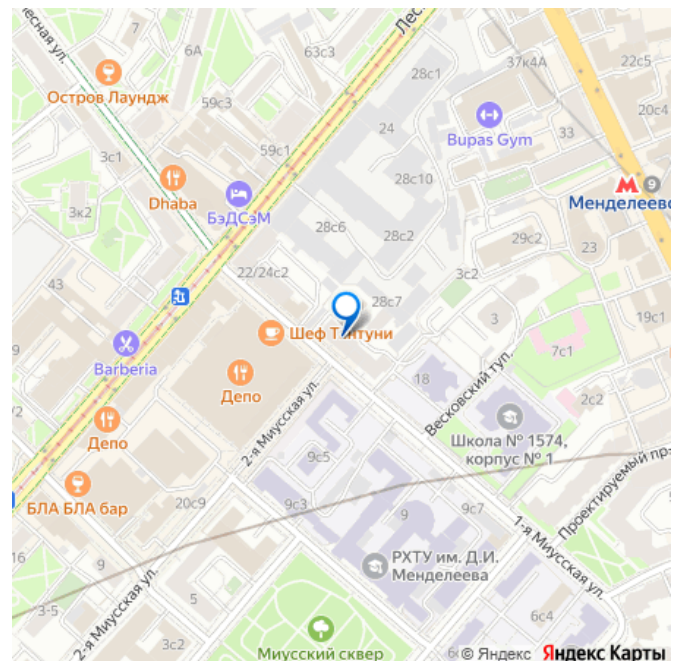 Лесная ул.
7
6А
63с3
Лес
28с1
37к4А
22с5
Остров Лаундж
59с3
24
Bupas Gym
33
20с4
3с1
59с1
28с10
М
9
Dhaba
БэДСэМ
Менделеевс
3к2
28с6
28с2
29с2
23
43
22/24с2
3с2
28с7
3
19с1
Шеф Тантуни
Barberia
Депо
18
Весковский туп.
7с1
2с2
/2
Депо
2-я Миусская ул.
Школа № 1574,
корпус № 1
9с5
Проектируемый пр-
БЛА БЛА бар
20с9
9с3
9
9с7
1-я Миусская ул.
16
9
РХТУ им. Д.И.
Менделеева
2-я Миусская ул.
5
3-5
6с4
3с2
Миусский сквер
© Яндекс Яндекс Карты